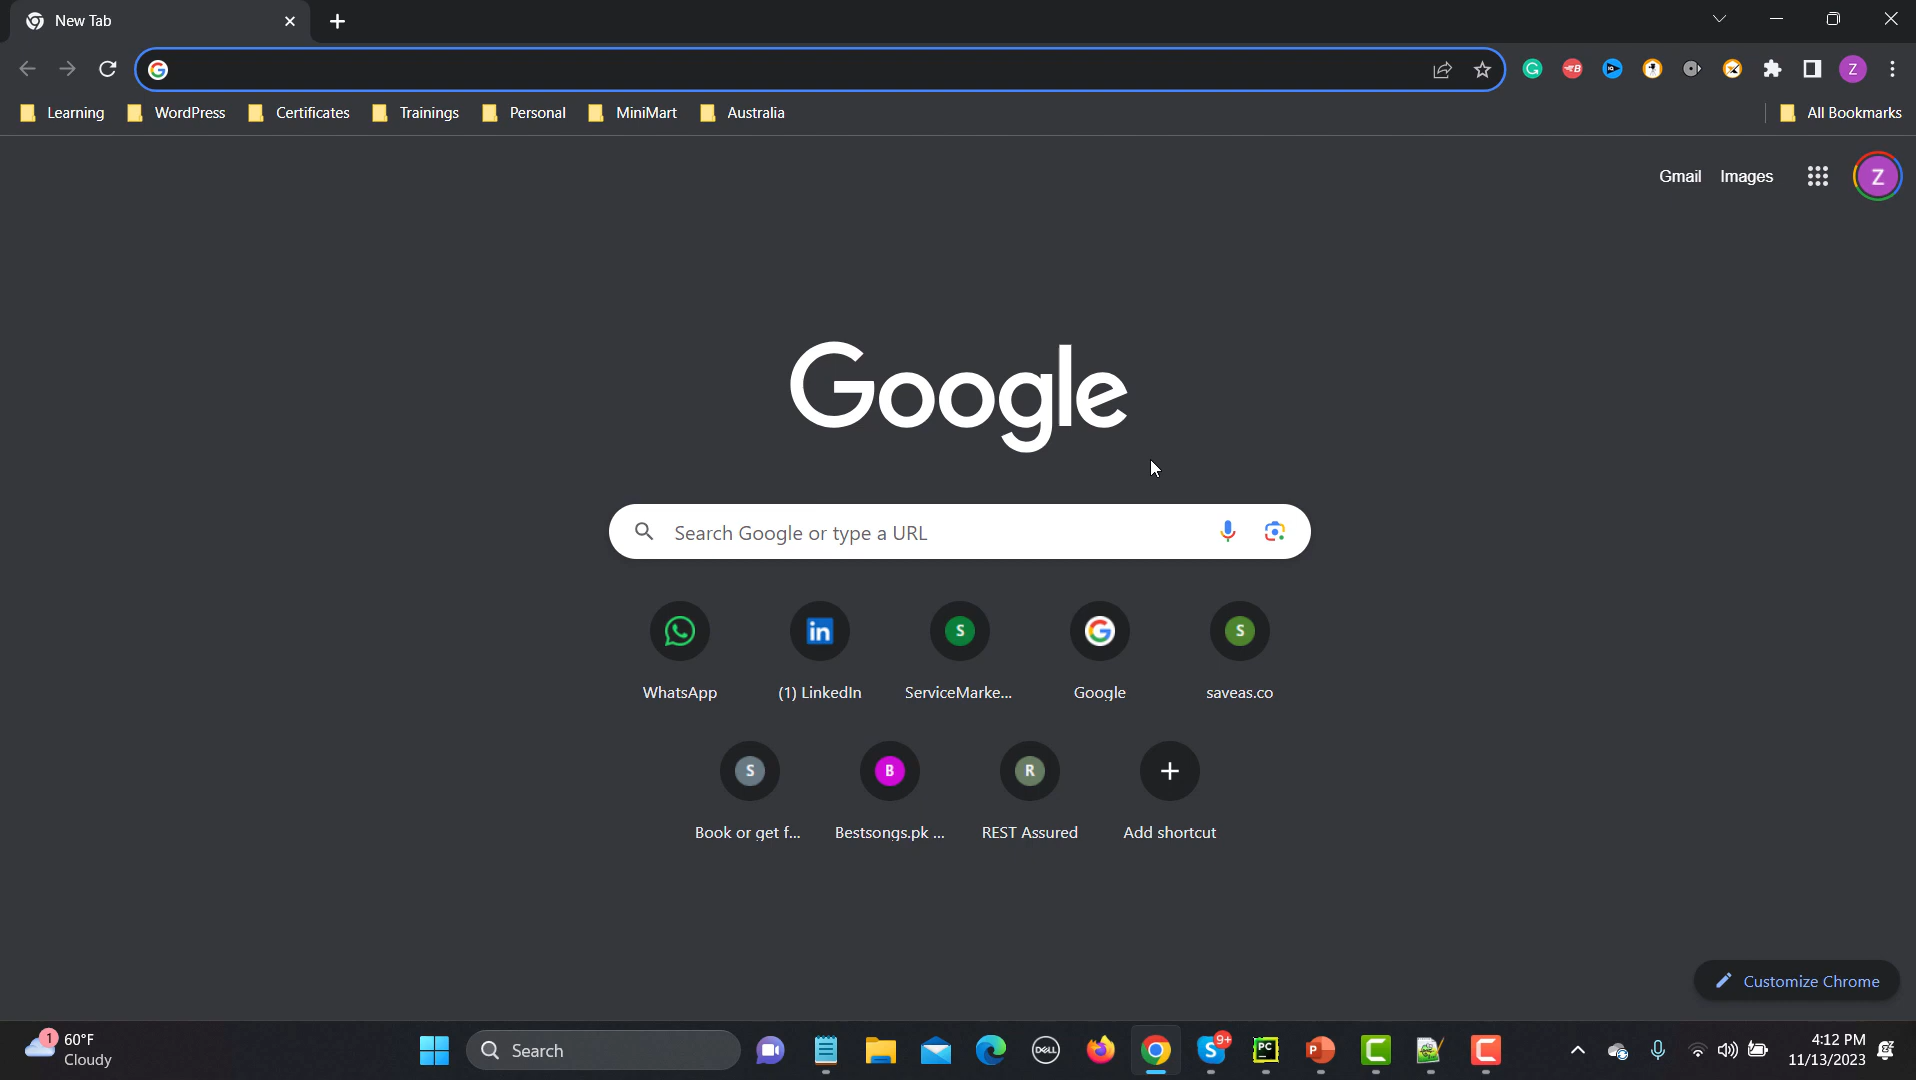 New Tab
Learning WordPress Certificates Trainings Personal MiniMart Australia All Bookmarks
Gmail Images Z
Google
Search Google or type a URL
WhatsApp (1) LinkedIn ServiceMarke... Google saveas.co
Book or get f... Bestsongs.pk ... REST Assured Add shortcut
Customize Chrome
1 60°F
Cloudy
Search
9+
4:12 PM
11/13/2023